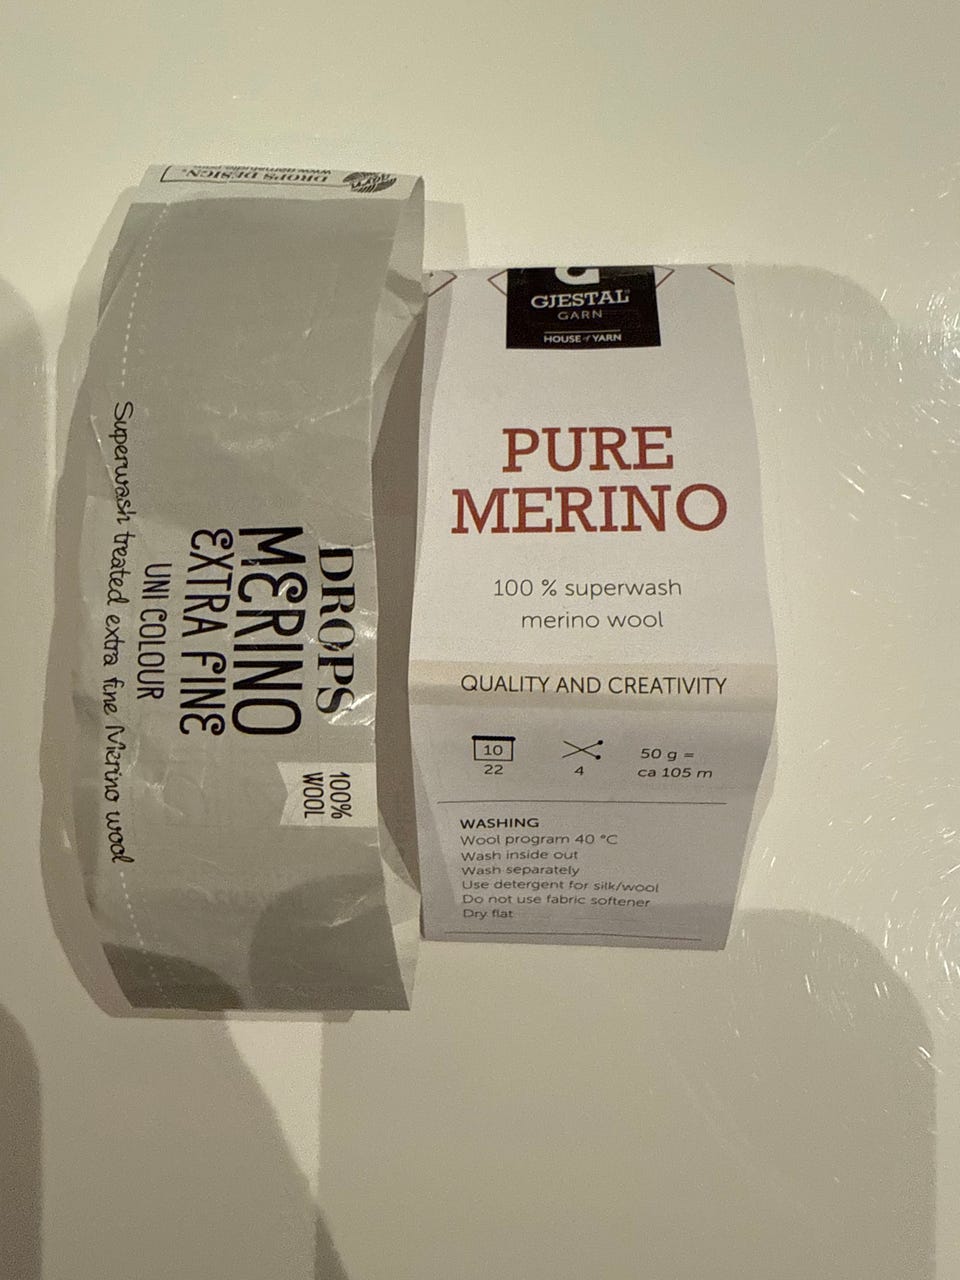 DROPS DESIGN
DROPS
MERINO
EXTRA FINE
UNI COLOUR
Superwash treated extra fine Merino wool
100%
WOOL
GJESTAL
GARN
HOUSE of YARN
PURE
MERINO
100 % superwash
merino wool
QUALITY AND CREATIVITY
10
22
4
50 g =
ca 105 m
WASHING
Wool program 40 °C
Wash inside out
Wash separately
Use detergent for silk/wool
Do not use fabric softener
Dry flat